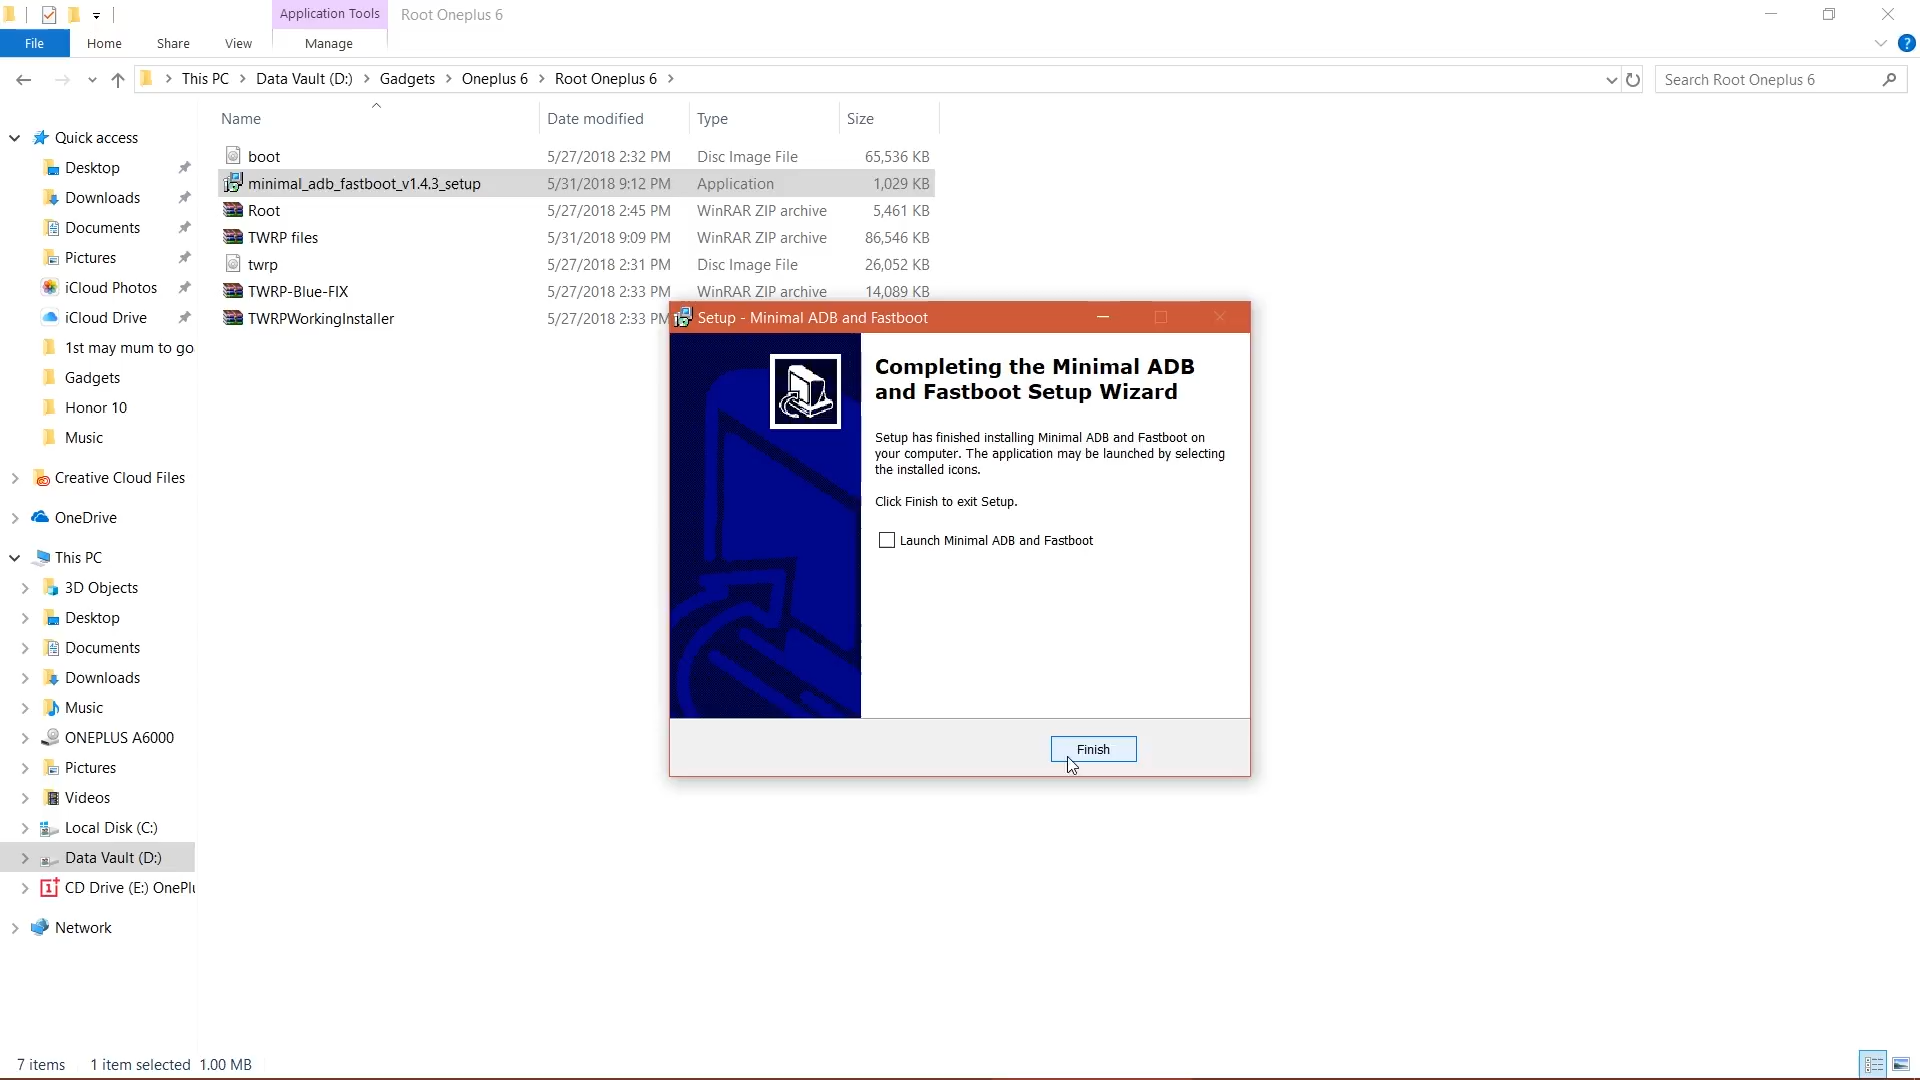 Application Tools
Root Oneplus 6
File
Home
Share
View
Manage
This PC
Data Vault (D:)
Gadgets
Oneplus 6
Root Oneplus 6
Search Root Oneplus 6
Name
Date modified
Type
Size
boot
5/27/2018 2:32 PM
Disc Image File
65,536 KB
minimal_adb_fastboot_v1.4.3_setup
5/31/2018 9:12 PM
Application
1,029 KB
Root
5/27/2018 2:45 PM
WinRAR ZIP archive
5,461 KB
TWRP files
5/31/2018 9:09 PM
WinRAR ZIP archive
86,546 KB
twrp
5/27/2018 2:31 PM
Disc Image File
26,052 KB
TWRP-Blue-FIX
5/27/2018 2:33 PM
WinRAR ZIP archive
14,089 KB
TWRPWorkingInstaller
5/27/2018 2:33 PM
Quick access
Desktop
Downloads
Documents
Pictures
iCloud Photos
iCloud Drive
1st may mum to go
Gadgets
Honor 10
Music
Creative Cloud Files
OneDrive
This PC
3D Objects
Desktop
Documents
Downloads
Music
ONEPLUS A6000
Pictures
Videos
Local Disk (C:)
Data Vault (D:)
CD Drive (E:) OnePlu
Network
Setup - Minimal ADB and Fastboot
Completing the Minimal ADB
and Fastboot Setup Wizard
Setup has finished installing Minimal ADB and Fastboot on
your computer. The application may be launched by selecting
the installed icons.
Click Finish to exit Setup.
Launch Minimal ADB and Fastboot
Finish
7 items
1 item selected 1.00 MB